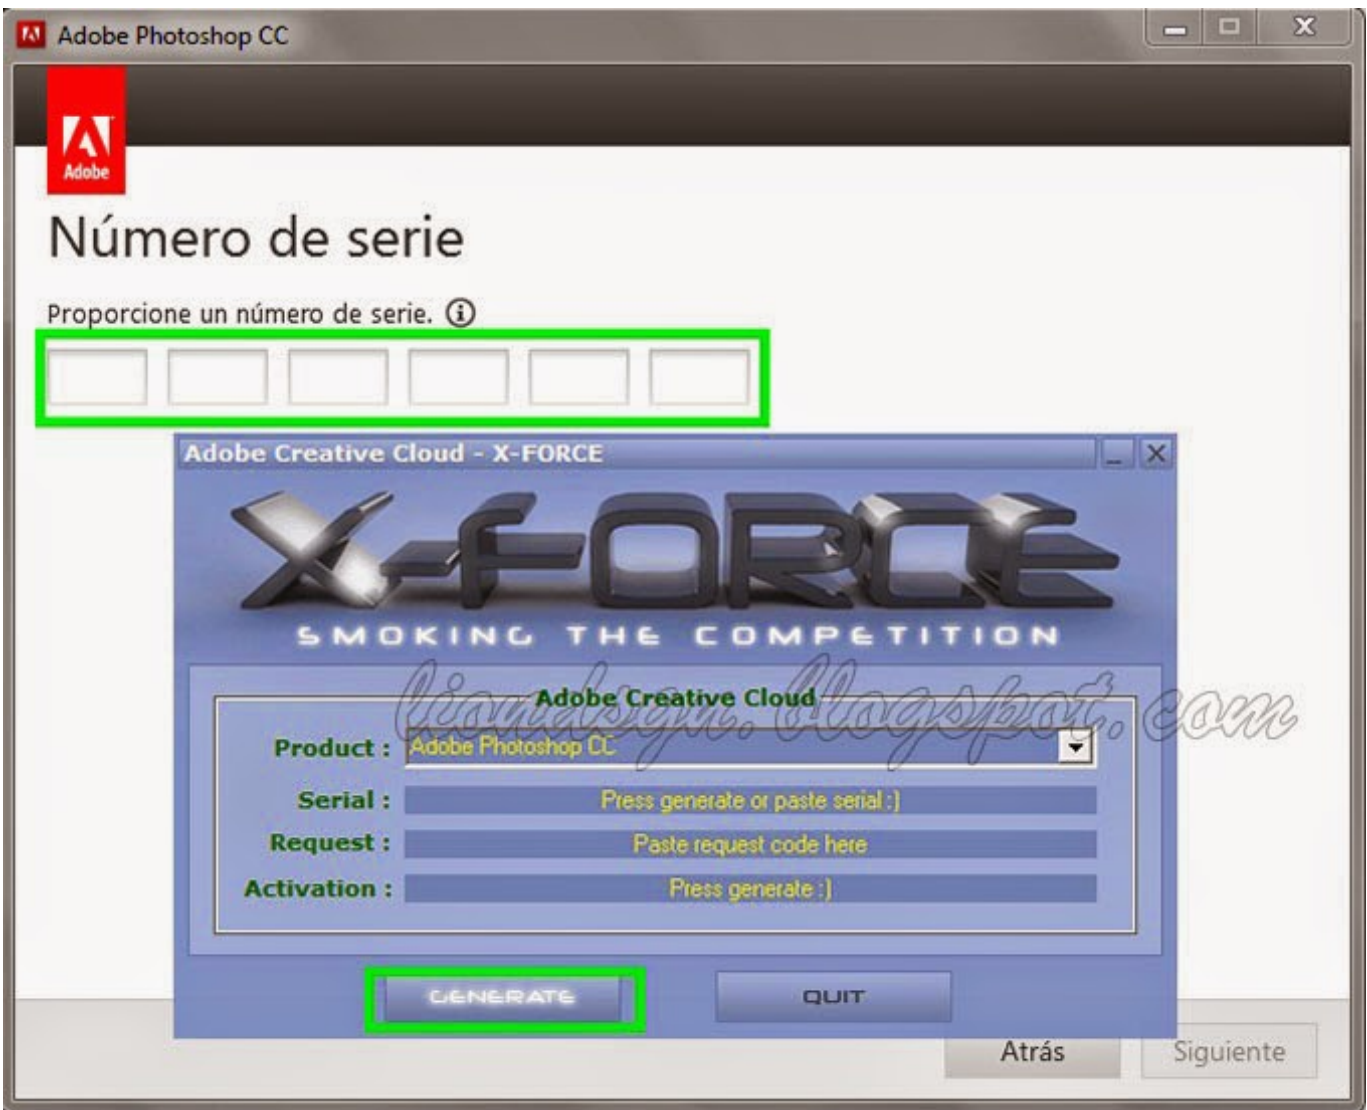 Adobe Photoshop CC
Adobe
Número de serie
Proporcione un número de serie.
Adobe Creative Cloud - X-FORCE
X-FORCE
SMOKING THE COMPETITION
liondsgn.blogspot.com
Adobe Creative Cloud
Product : Adobe Photoshop CC
Serial : Press generate or paste serial :)
Request : Paste request code here
Activation : Press generate :)
GENERATE QUIT
Atrás Siguiente